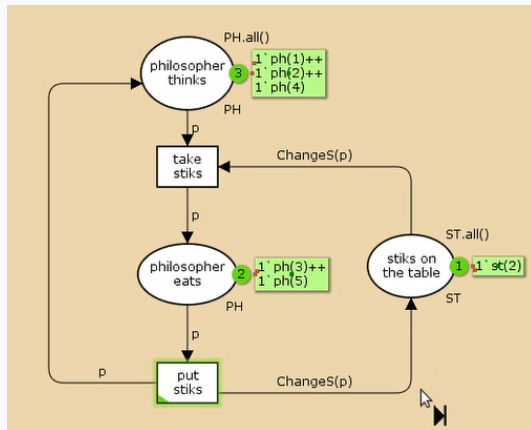 PH.all()
philosopher
thinks
3
1`ph(1)++
1`ph(2)++
1`ph(4)
PH
p
take
stiks
ChangeS(p)
p
ST.all()
philosopher
eats
2
1`ph(3)++
1`ph(5)
PH
stiks on
the table
1
1`st(2)
ST
p
p
put
stiks
ChangeS(p)